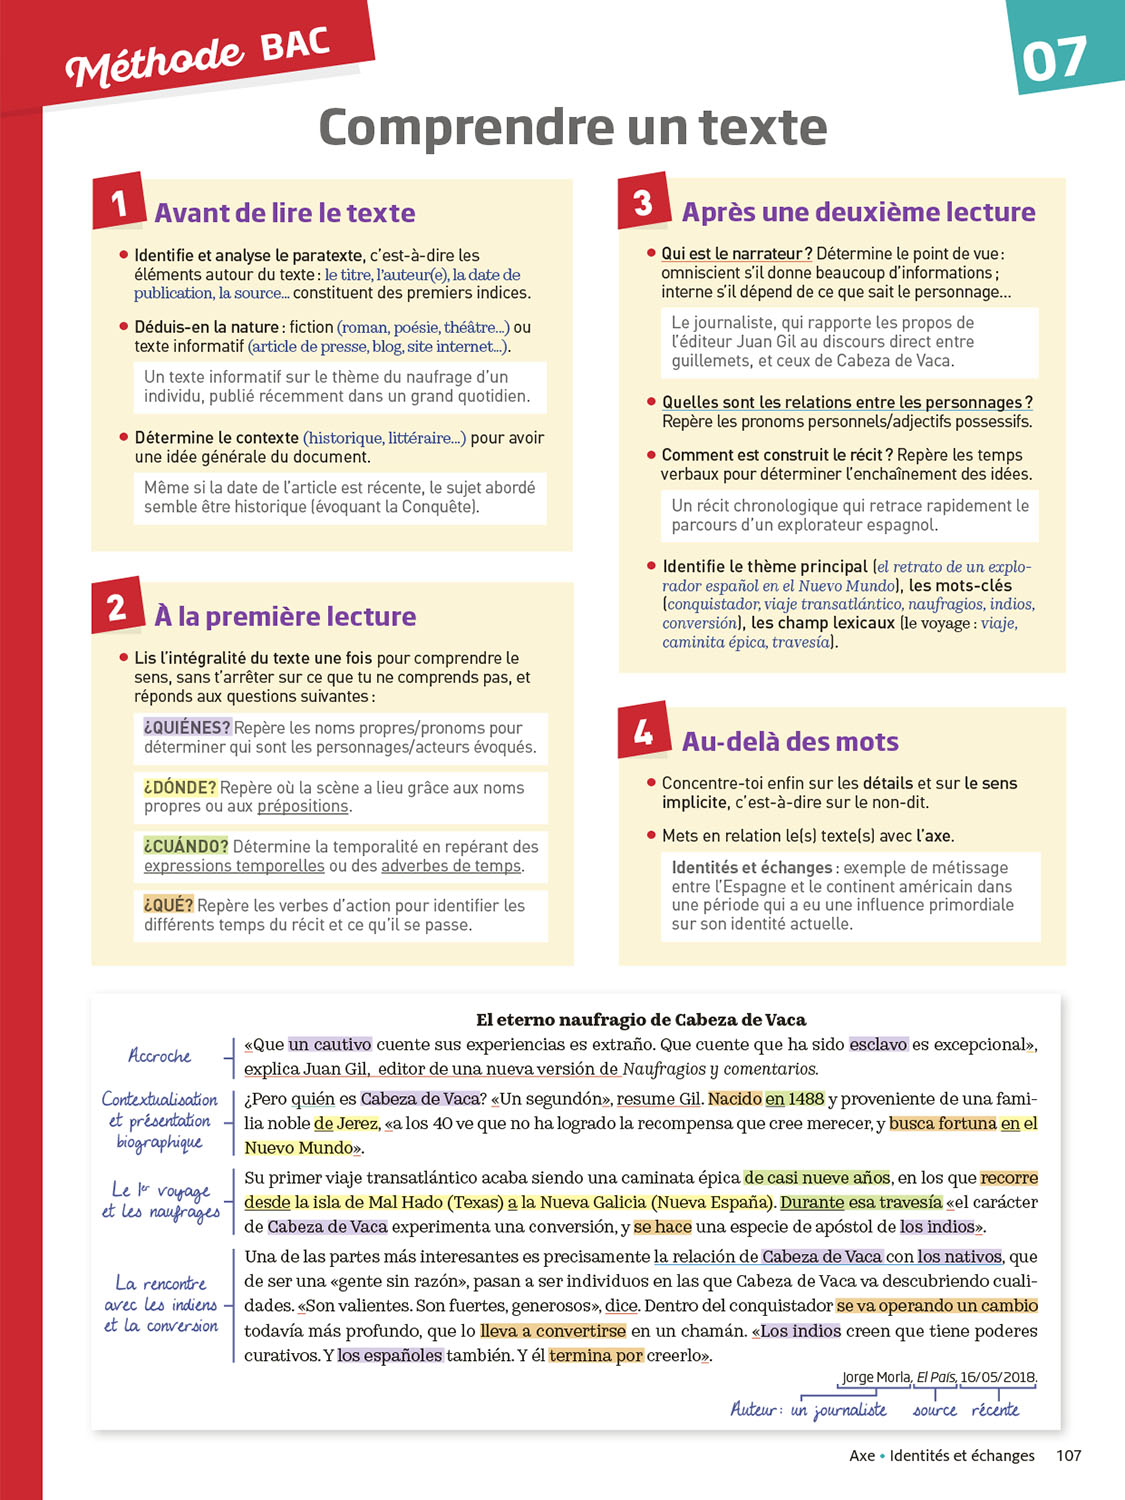 Méthode BAC
07
Comprendre un texte
1
Avant de lire le texte
• Identifie et analyse le paratexte, c'est-à-dire les
éléments autour du texte : le titre, l'auteur(e), la date de
publication, la source... constituent des premiers indices.
• Déduis-en la nature : fiction (roman, poésie, théâtre...) ou
texte informatif (article de presse, blog, site internet...).
Un texte informatif sur le thème du naufrage d'un
individu, publié récemment dans un grand quotidien.
• Détermine le contexte (historique, littéraire...) pour avoir
une idée générale du document.
Même si la date de l'article est récente, le sujet abordé
semble être historique (évoquant la Conquête).
2
À la première lecture
• Lis l'intégralité du texte une fois pour comprendre le
sens, sans t'arrêter sur ce que tu ne comprends pas, et
réponds aux questions suivantes :
¿QUIÉNES? Repère les noms propres/pronoms pour
déterminer qui sont les personnages/acteurs évoqués.
¿DÓNDE? Repère où la scène a lieu grâce aux noms
propres ou aux prépositions.
¿CUÁNDO? Détermine la temporalité en repérant des
expressions temporelles ou des adverbes de temps.
¿QUÉ? Repère les verbes d'action pour identifier les
différents temps du récit et ce qu'il se passe.
3
Après une deuxième lecture
• Qui est le narrateur ? Détermine le point de vue :
omniscient s'il donne beaucoup d'informations ;
interne s'il dépend de ce que sait le personnage...
Le journaliste, qui rapporte les propos de
l'éditeur Juan Gil au discours direct entre
guillemets, et ceux de Cabeza de Vaca.
• Quelles sont les relations entre les personnages ?
Repère les pronoms personnels/adjectifs possessifs.
• Comment est construit le récit ? Repère les temps
verbaux pour déterminer l'enchaînement des idées.
Un récit chronologique qui retrace rapidement le
parcours d'un explorateur espagnol.
• Identifie le thème principal (el retrato de un explo-
rador español en el Nuevo Mundo), les mots-clés
(conquistador, viaje transatlántico, naufragios, indios,
conversión), les champ lexicaux (le voyage : viaje,
caminita épica, travesía).
4
Au-delà des mots
• Concentre-toi enfin sur les détails et sur le sens
implicite, c'est-à-dire sur le non-dit.
• Mets en relation le(s) texte(s) avec l'axe.
Identités et échanges : exemple de métissage
entre l'Espagne et le continent américain dans
une période qui a eu une influence primordiale
sur son identité actuelle.
El eterno naufragio de Cabeza de Vaca
Accroche
«Que un cautivo cuente sus experiencias es extraño. Que cuente que ha sido esclavo es excepcional»,
explica Juan Gil, editor de una nueva versión de Naufragios y comentarios.
Contextualisation
et présentation
biographique
¿Pero quién es Cabeza de Vaca? «Un segundón», resume Gil. Nacido en 1488 y proveniente de una fami-
lia noble de Jerez, «a los 40 ve que no ha logrado la recompensa que cree merecer, y busca fortuna en el
Nuevo Mundo».
Le 1er voyage
et les naufrages
Su primer viaje transatlántico acaba siendo una caminata épica de casi nueve años, en los que recorre
desde la isla de Mal Hado (Texas) a la Nueva Galicia (Nueva España). Durante esa travesía «el carácter
de Cabeza de Vaca experimenta una conversión, y se hace una especie de apóstol de los indios».
La rencontre
avec les indiens
et la conversion
Una de las partes más interesantes es precisamente la relación de Cabeza de Vaca con los nativos, que
de ser una «gente sin razón», pasan a ser individuos en las que Cabeza de Vaca va descubriendo cuali-
dades. «Son valientes. Son fuertes, generosos», dice. Dentro del conquistador se va operando un cambio
todavía más profundo, que lo lleva a convertirse en un chamán. «Los indios creen que tiene poderes
curativos. Y los españoles también. Y él termina por creerlo».
Jorge Morla, El País, 16/05/2018.
Auteur : un journaliste source récente
Axe • Identités et échanges 107